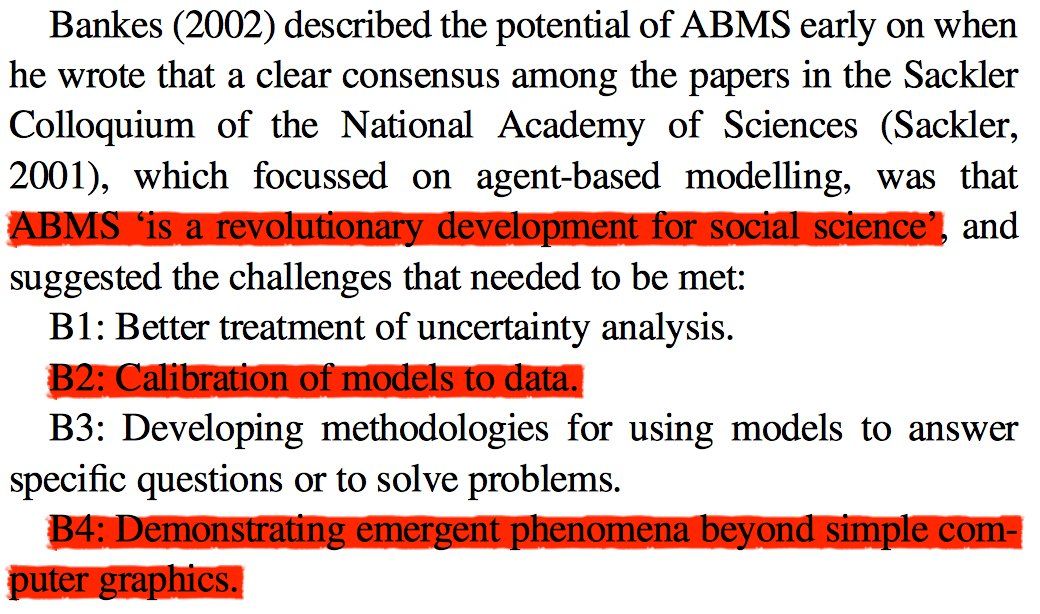 Bankes (2002) described the potential of ABMS early on when
he wrote that a clear consensus among the papers in the Sackler
Colloquium of the National Academy of Sciences (Sackler,
2001), which focussed on agent-based modelling, was that
ABMS ‘is a revolutionary development for social science’, and
suggested the challenges that needed to be met:
B1: Better treatment of uncertainty analysis.
B2: Calibration of models to data.
B3: Developing methodologies for using models to answer
specific questions or to solve problems.
B4: Demonstrating emergent phenomena beyond simple com-
puter graphics.